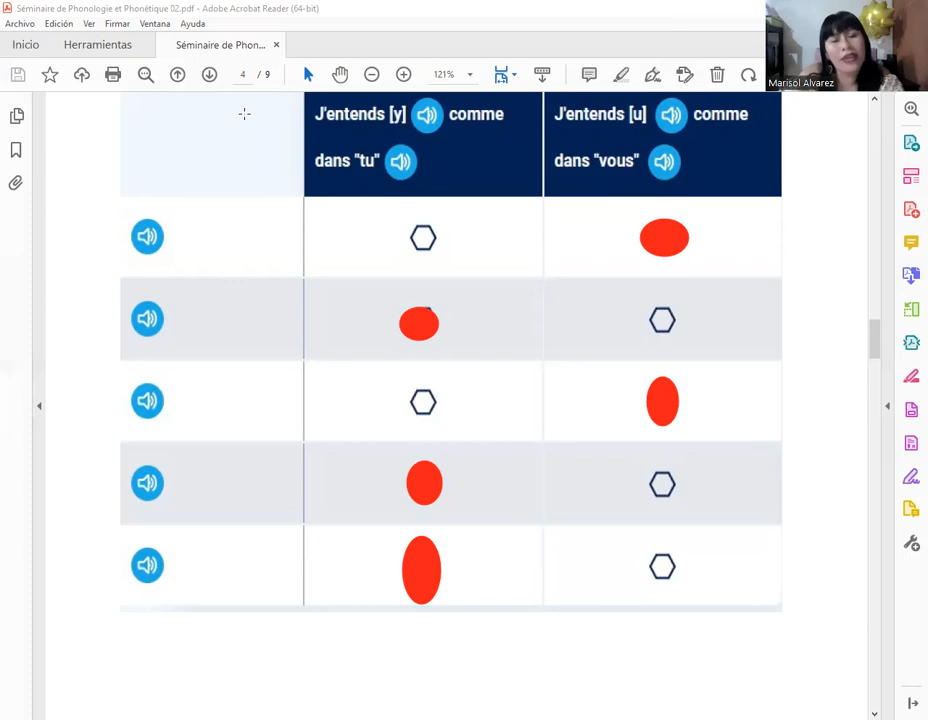 Séminaire de Phonologie et Phonétique 02.pdf - Adobe Acrobat Reader (64-bit)
Archivo Edición Ver Firmar Ventana Ayuda
Inicio Herramientas Séminaire de Phon... ×
4 / 9 121%
Marisol Alvarez
J'entends [y] comme
dans "tu"
J'entends [u] comme
dans "vous"